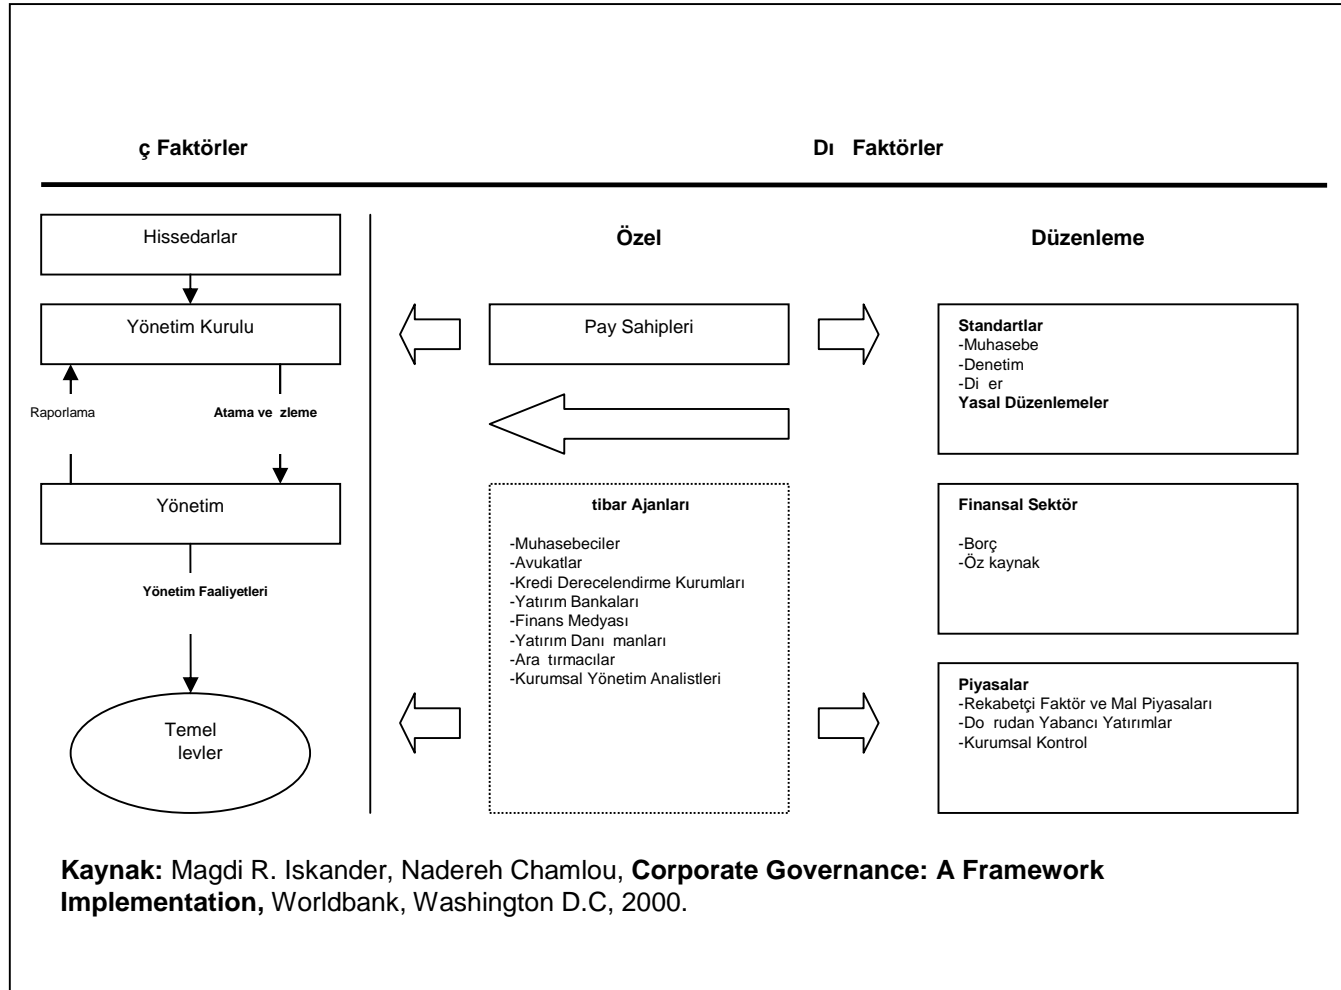 ç Faktörler
Dı Faktörler
Hissedarlar
Yönetim Kurulu
Raporlama
Atama ve zleme
Yönetim
Yönetim Faaliyetleri
Temel
levler
Özel
Pay Sahipleri
tibar Ajanları
-Muhasebeciler
-Avukatlar
-Kredi Derecelendirme Kurumları
-Yatırım Bankaları
-Finans Medyası
-Yatırım Danı manları
-Ara tırmacılar
-Kurumsal Yönetim Analistleri
Düzenleme
Standartlar
-Muhasebe
-Denetim
-Di er
Yasal Düzenlemeler
Finansal Sektör
-Borç
-Öz kaynak
Piyasalar
-Rekabetçi Faktör ve Mal Piyasaları
-Do rudan Yabancı Yatırımlar
-Kurumsal Kontrol
Kaynak: Magdi R. Iskander, Nadereh Chamlou, Corporate Governance: A Framework
Implementation, Worldbank, Washington D.C, 2000.